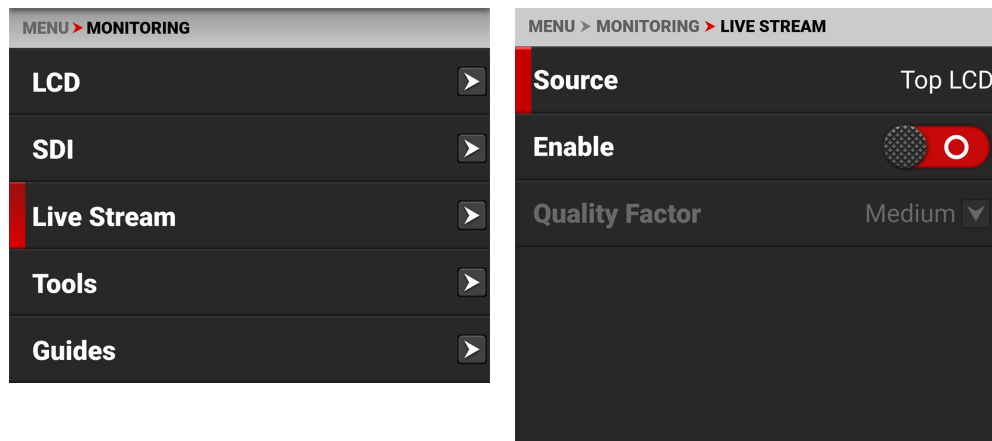 MENU > MONITORING
LCD
SDI
Live Stream
Tools
Guides
MENU > MONITORING > LIVE STREAM
Source Top LCD
Enable
Quality Factor Medium